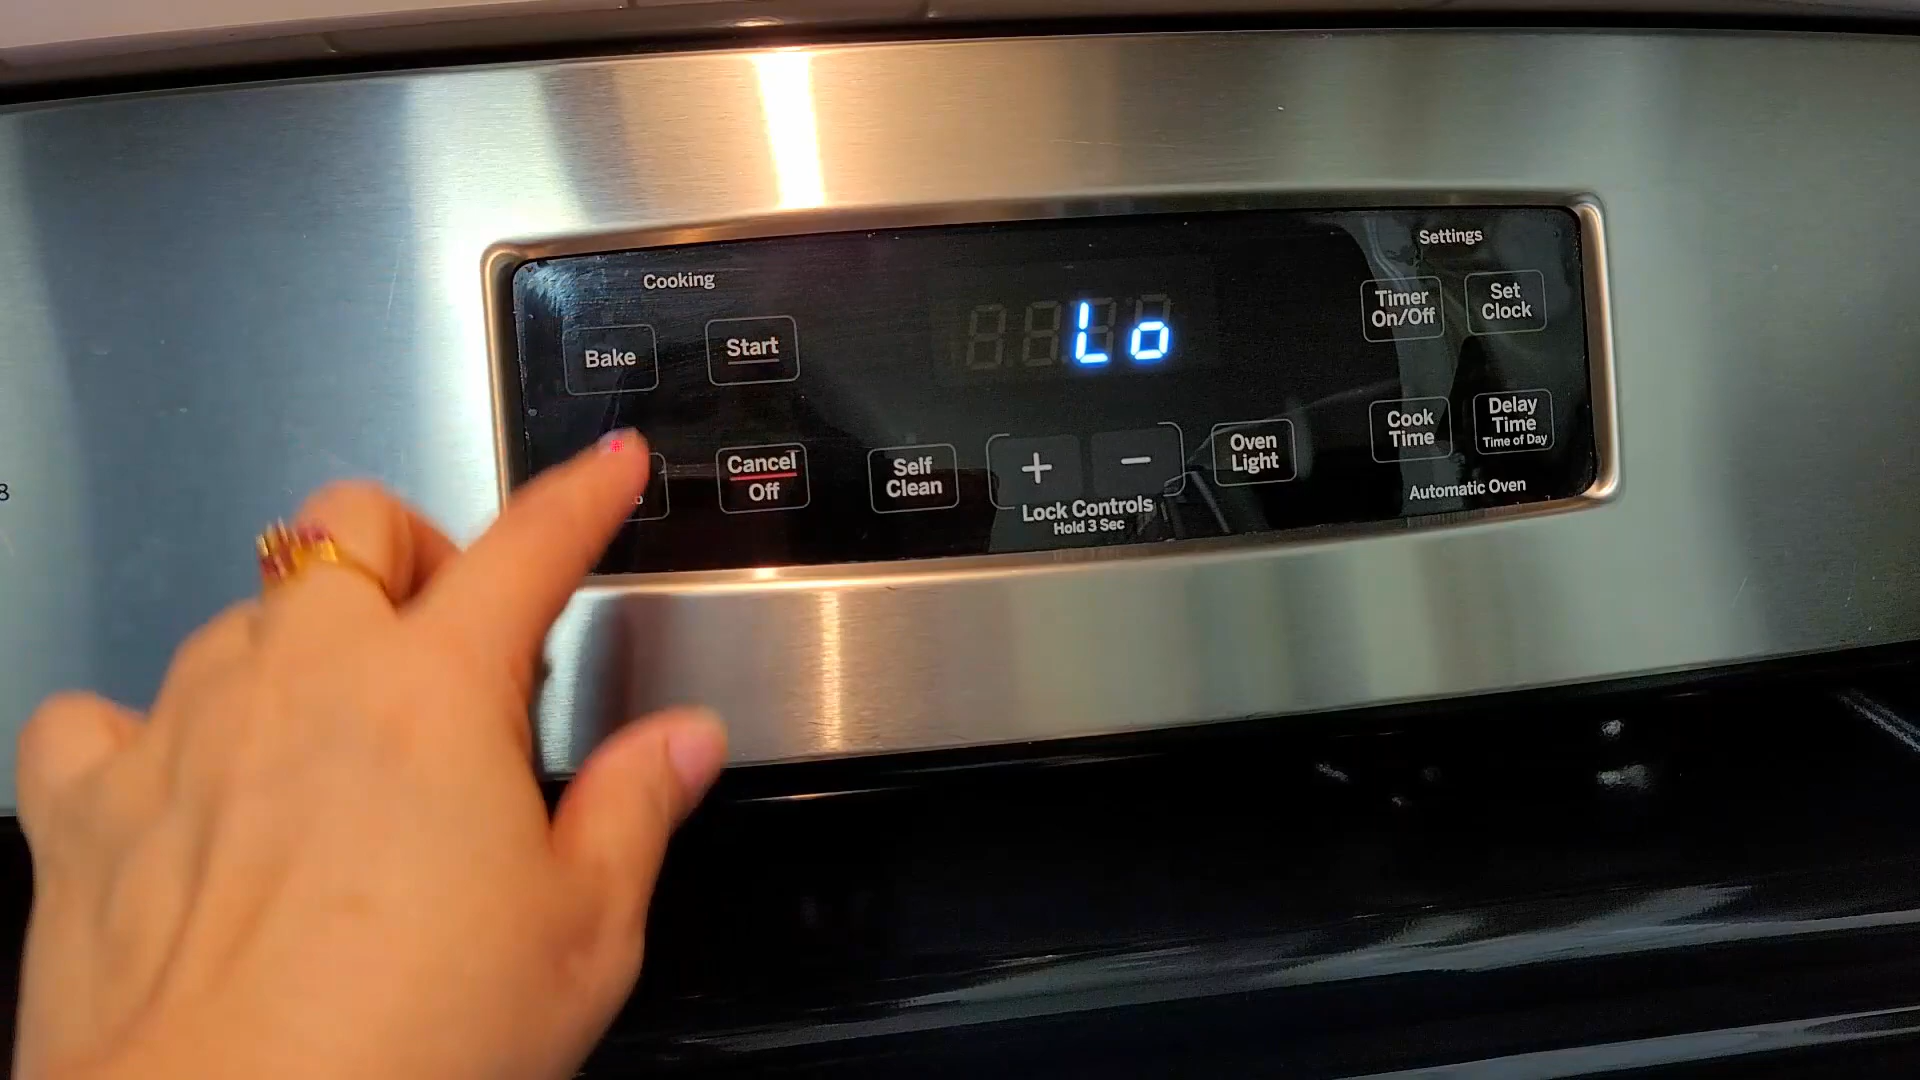 Cooking
Settings
Bake
Start
Lo
Timer
On/Off
Set
Clock
Cancel
Off
Self
Clean
+
-
Lock Controls
Hold 3 Sec
Oven
Light
Cook
Time
Delay
Time
Time of Day
Automatic Oven
8